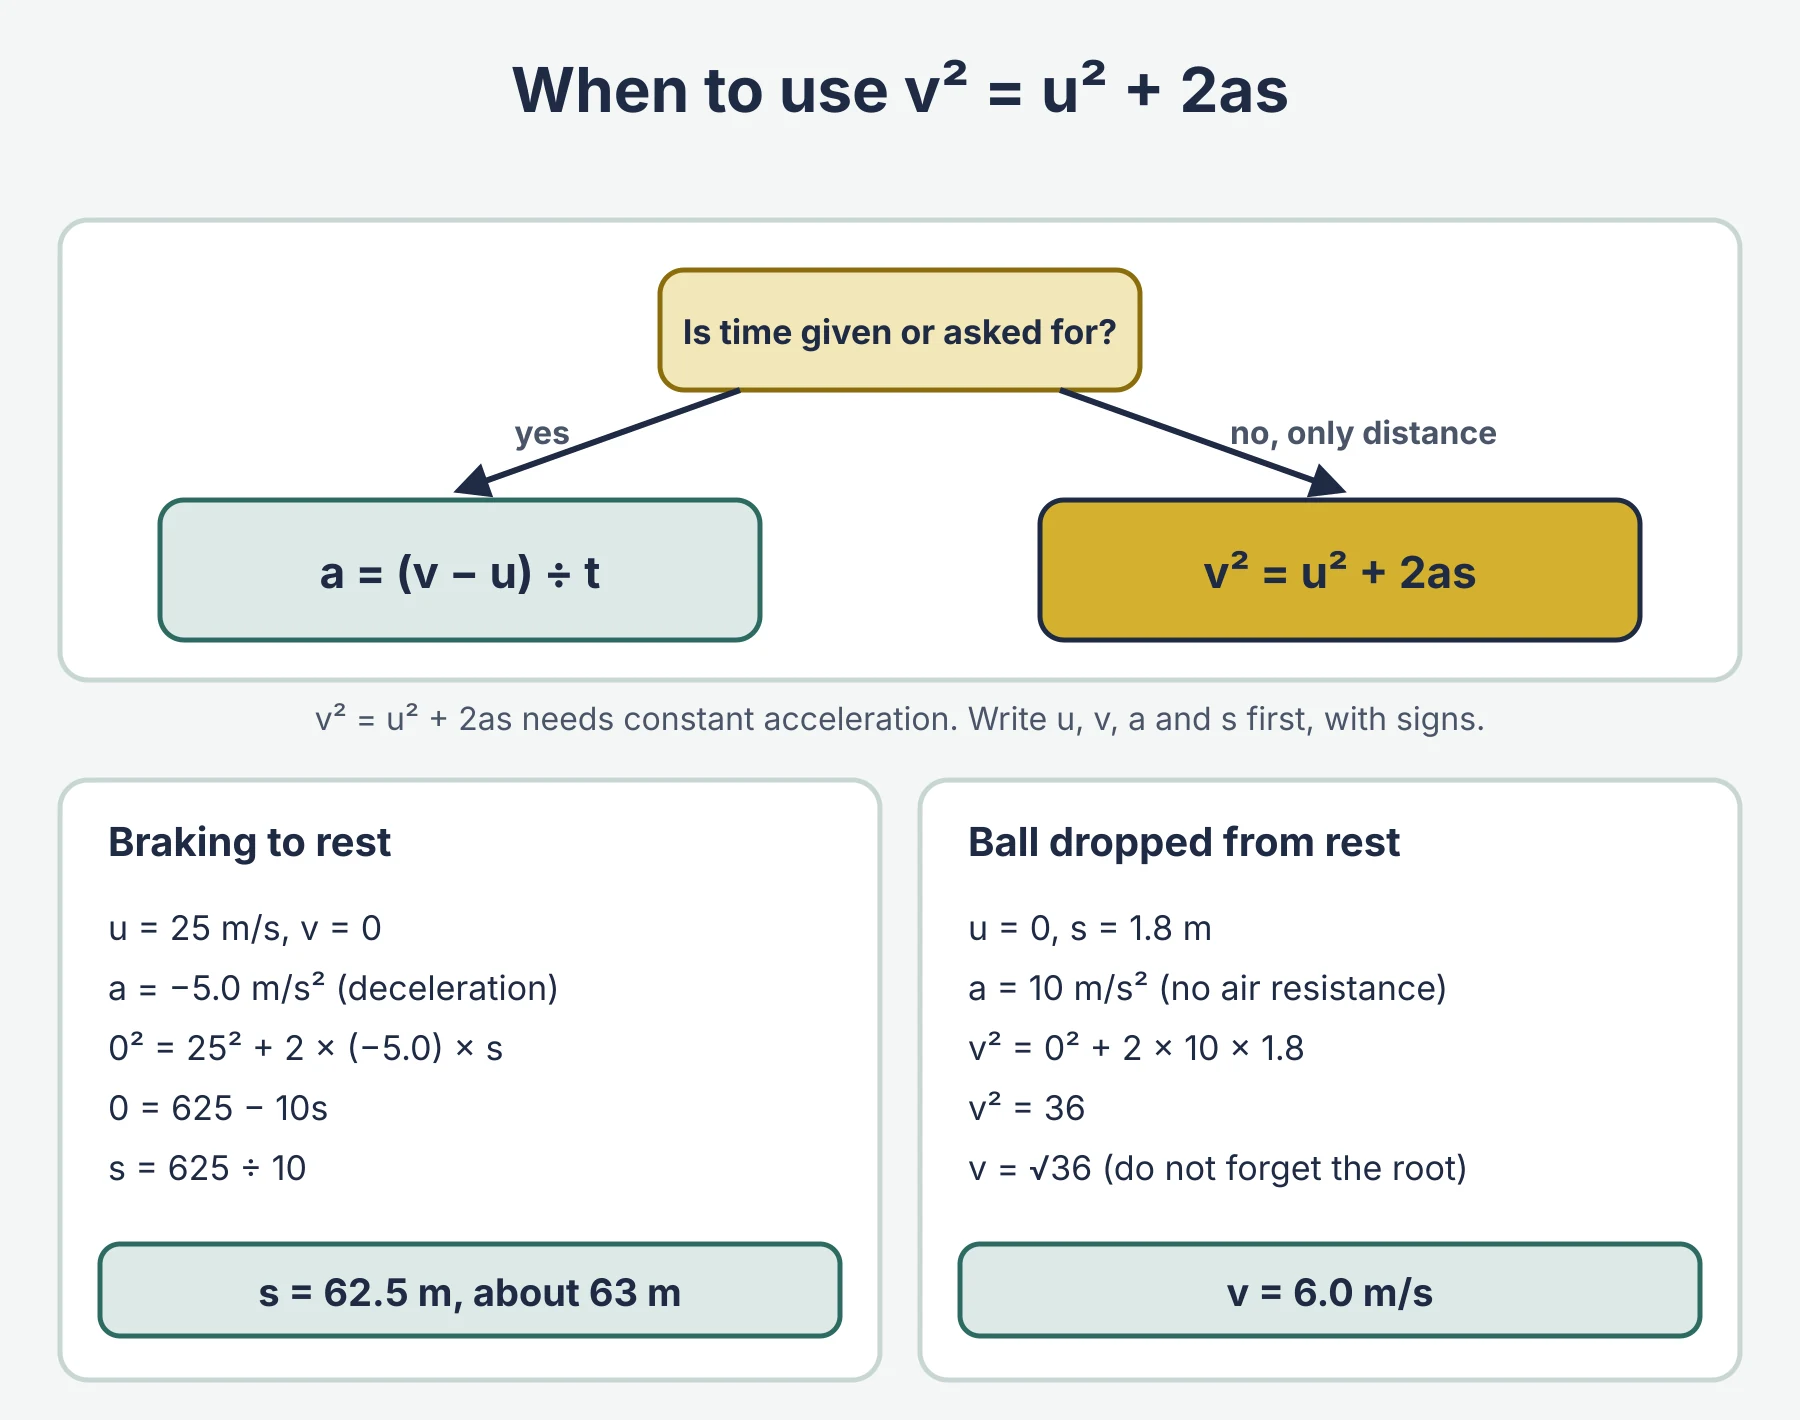 When to use v² = u² + 2as
Is time given or asked for?
yes
no, only distance
a = (v − u) ÷ t
v² = u² + 2as
v² = u² + 2as needs constant acceleration. Write u, v, a and s first, with signs.
Braking to rest
u = 25 m/s, v = 0
a = −5.0 m/s² (deceleration)
0² = 25² + 2 × (−5.0) × s
0 = 625 − 10s
s = 625 ÷ 10
s = 62.5 m, about 63 m
Ball dropped from rest
u = 0, s = 1.8 m
a = 10 m/s² (no air resistance)
v² = 0² + 2 × 10 × 1.8
v² = 36
v = √36 (do not forget the root)
v = 6.0 m/s